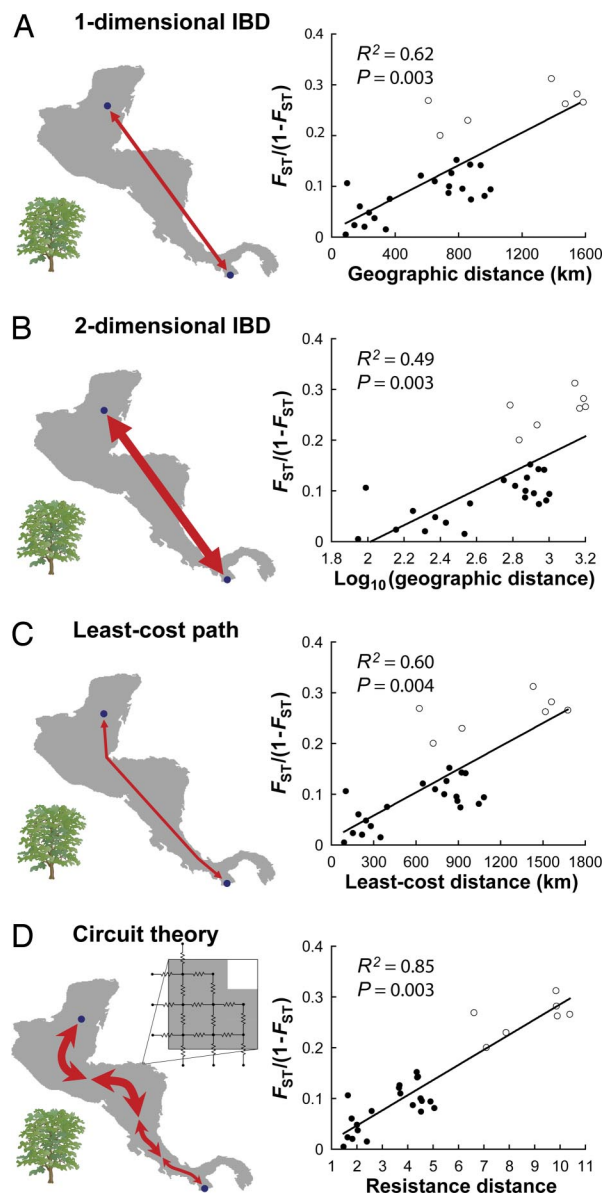 A 1-dimensional IBD
R² = 0.62
P = 0.003
F_ST/(1-F_ST)
0.4
0.3
0.2
0.1
0
0 400 800 1200 1600
Geographic distance (km)
B 2-dimensional IBD
R² = 0.49
P = 0.003
F_ST/(1-F_ST)
0.4
0.3
0.2
0.1
0
1.8 2 2.2 2.4 2.6 2.8 3.0 3.2
Log₁₀(geographic distance)
C Least-cost path
R² = 0.60
P = 0.004
F_ST/(1-F_ST)
0.4
0.3
0.2
0.1
0
0 300 600 900 1200 1500 1800
Least-cost distance (km)
D Circuit theory
R² = 0.85
P = 0.003
F_ST/(1-F_ST)
0.4
0.3
0.2
0.1
0
1 2 3 4 5 6 7 8 9 10 11
Resistance distance